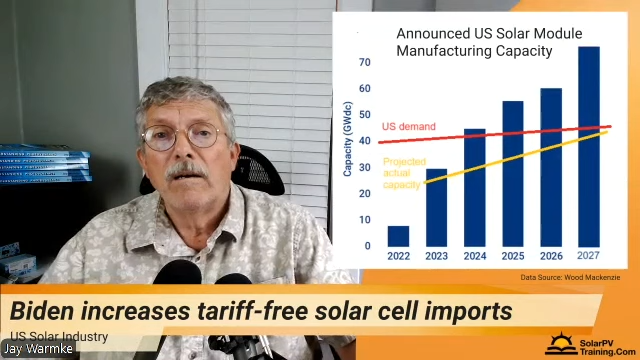 Announced US Solar Module
Manufacturing Capacity
Capacity (GWdc)
70
60
50
40
30
20
10
0
US demand
Projected
actual
capacity
2022
2023
2024
2025
2026
2027
Data Source: Wood Mackenzie
Biden increases tariff-free solar cell imports
US Solar Industry
Jay Warmke
SolarPV
Training.Com